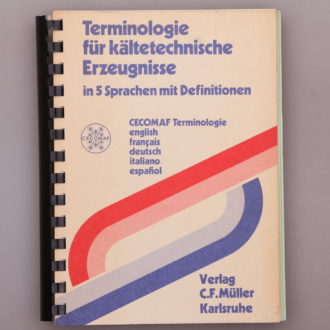 Terminologie
für kältetechnische
Erzeugnisse
in 5 Sprachen mit Definitionen
CECOMAF
CECOMAF Terminologie
english
français
deutsch
italiano
español
Verlag
C.F. Müller
Karlsruhe